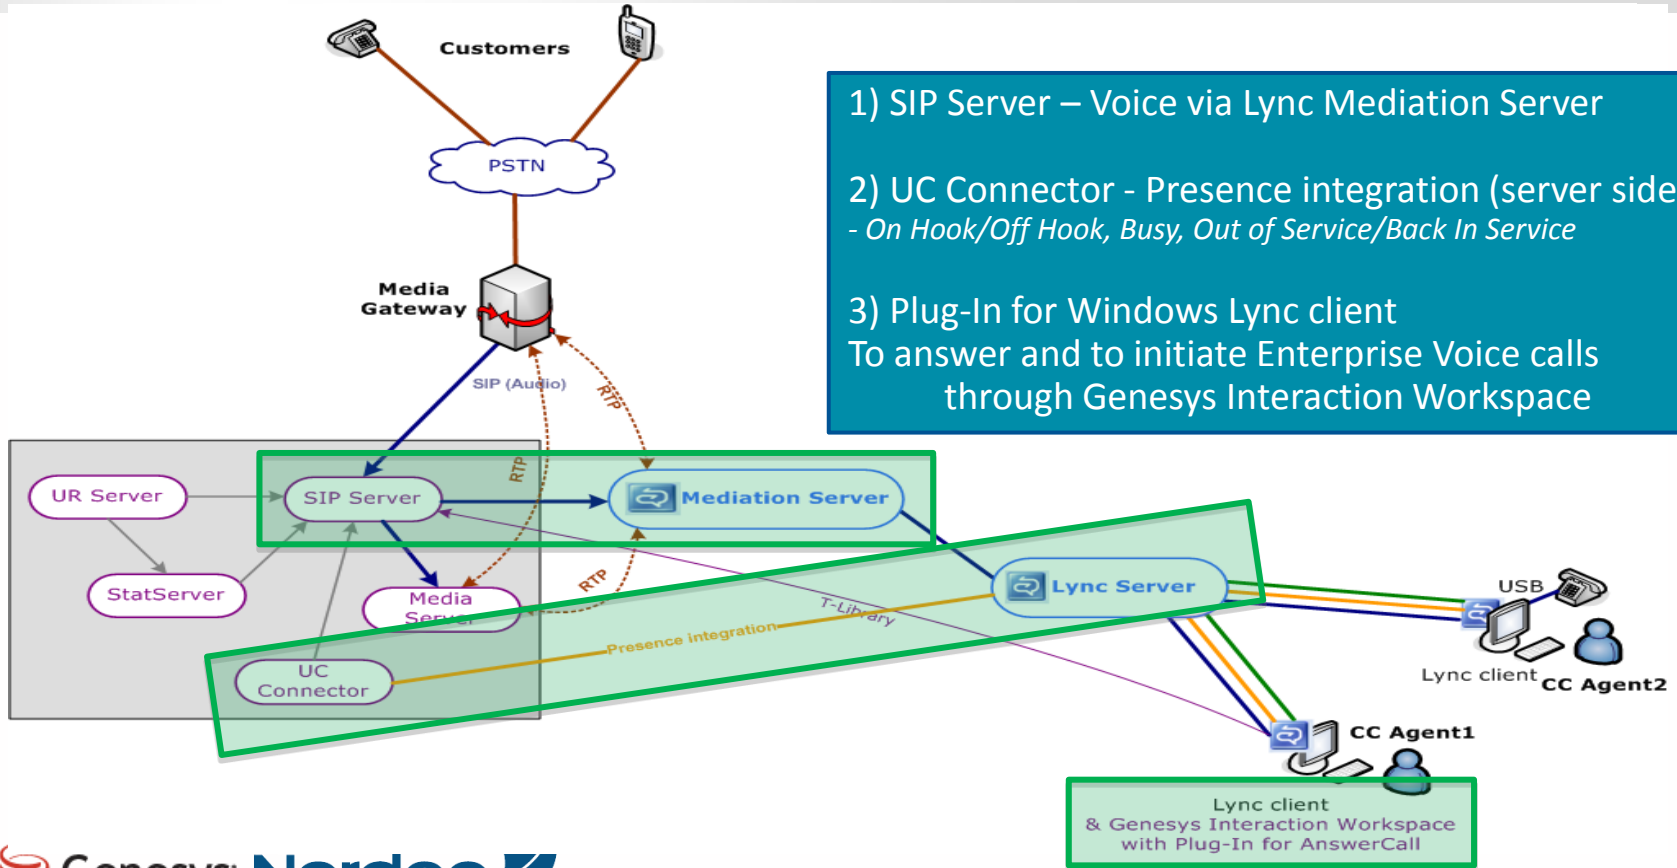 Customers
PSTN
Media
Gateway
SIP (Audio)
RTP
RTP
RTP
1) SIP Server – Voice via Lync Mediation Server
2) UC Connector - Presence integration (server side
- On Hook/Off Hook, Busy, Out of Service/Back In Service
3) Plug-In for Windows Lync client
To answer and to initiate Enterprise Voice calls
through Genesys Interaction Workspace
UR Server
SIP Server
Mediation Server
StatServer
Media
Server
Lync Server
T-Library
Presence integration
UC
Connector
USB
Lync client
CC Agent2
CC Agent1
Lync client
& Genesys Interaction Workspace
with Plug-In for AnswerCall
Genesys